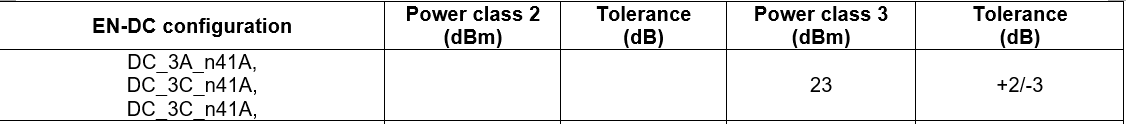 EN-DC configuration
Power class 2 (dBm)
Tolerance (dB)
Power class 3 (dBm)
Tolerance (dB)
DC_3A_n41A,
DC_3C_n41A,
DC_3C_n41A,
23
+2/-3